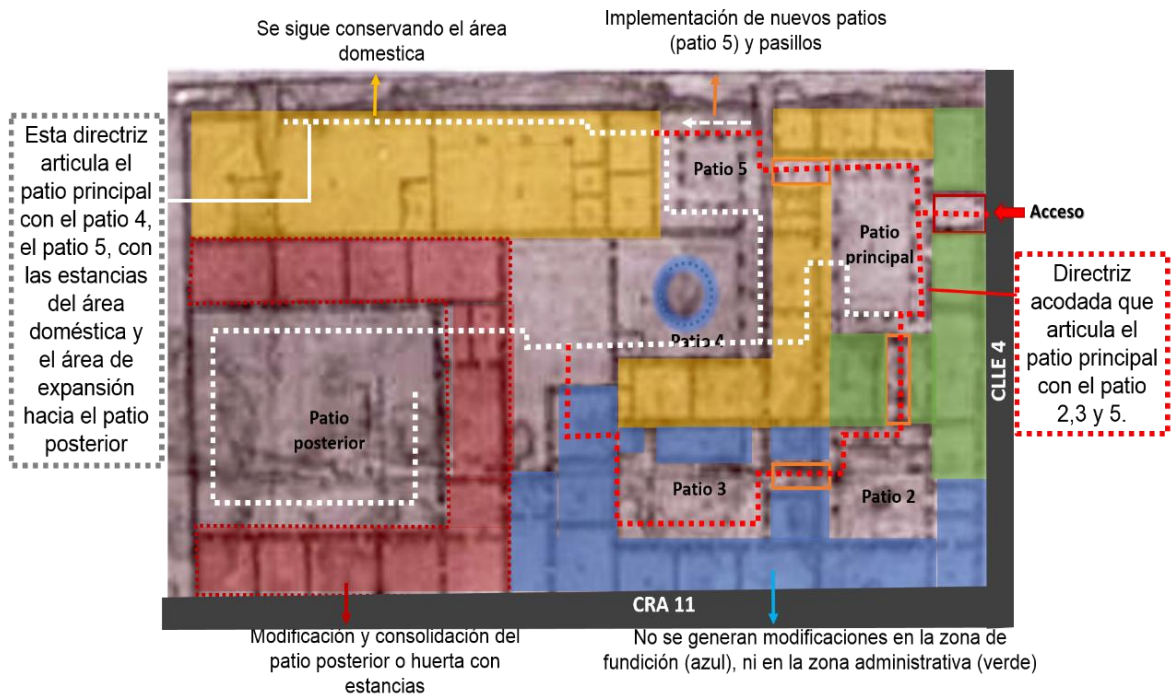 Se sigue conservando el área
domestica
Implementación de nuevos patios
(patio 5) y pasillos
Esta directriz
articula el
patio principal
con el patio 4,
el patio 5, con
las estancias
del área
doméstica y
el área de
expansión
hacia el patio
posterior
Patio 5
Patio
principal
Acceso
Directriz
acodada que
articula el
patio principal
con el patio
2,3 y 5.
CLLE 4
Patio 4
Patio
posterior
Patio 3
Patio 2
CRA 11
Modificación y consolidación del
patio posterior o huerta con
estancias
No se generan modificaciones en la zona de
fundición (azul), ni en la zona administrativa (verde)